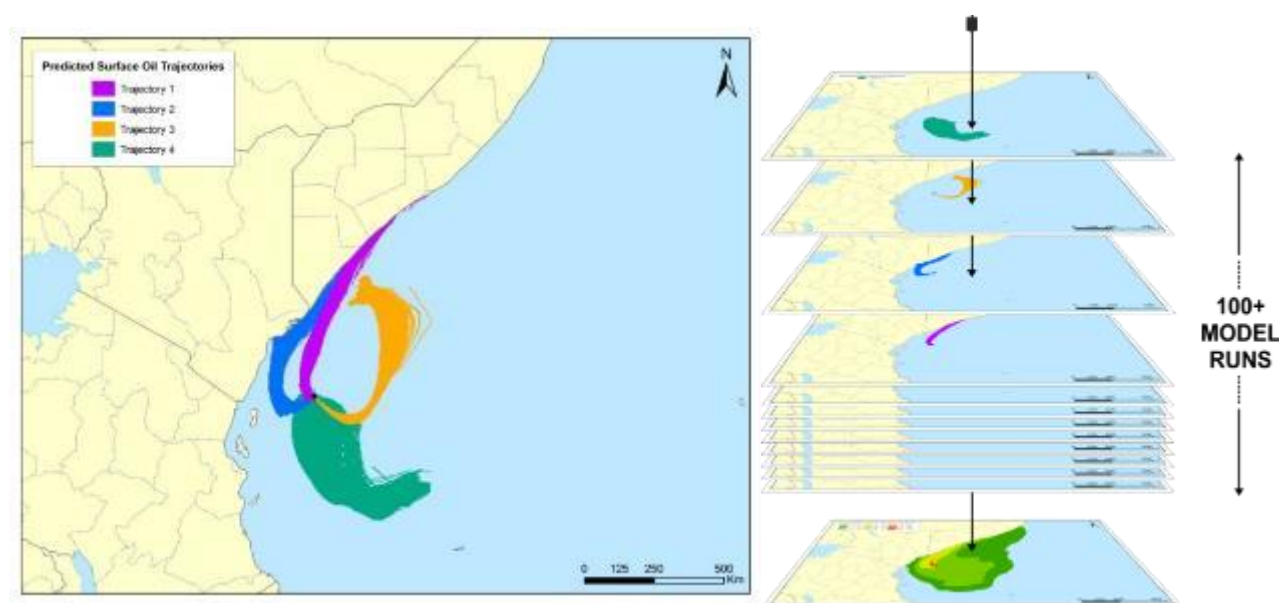 Predicted Surface Oil Trajectories
Trajectory 1
Trajectory 2
Trajectory 3
Trajectory 4
N
0 125 250 500
Km
100+
MODEL
RUNS